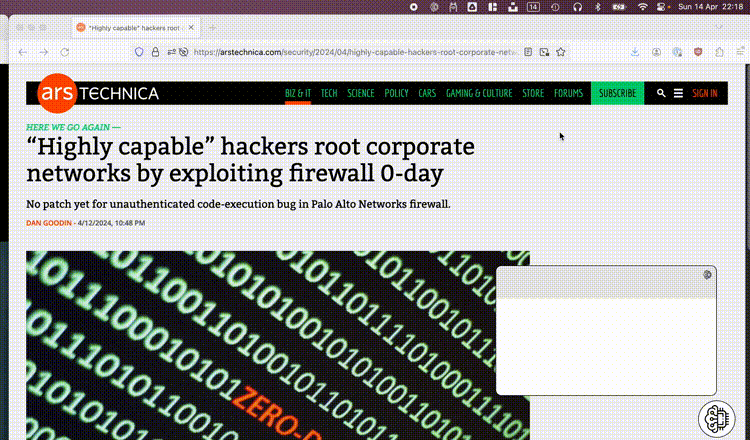 14
Sun 14 Apr 22:18
"Highly capable" hackers root
https://arstechnica.com/security/2024/04/highly-capable-hackers-root-corporate-netw
ars TECHNICA
BIZ & IT TECH SCIENCE POLICY CARS GAMING & CULTURE STORE FORUMS SUBSCRIBE SIGN IN
HERE WE GO AGAIN —
“Highly capable” hackers root corporate
networks by exploiting firewall 0-day
No patch yet for unauthenticated code-execution bug in Palo Alto Networks firewall.
DAN GOODIN - 4/12/2024, 10:48 PM
ZERO-D